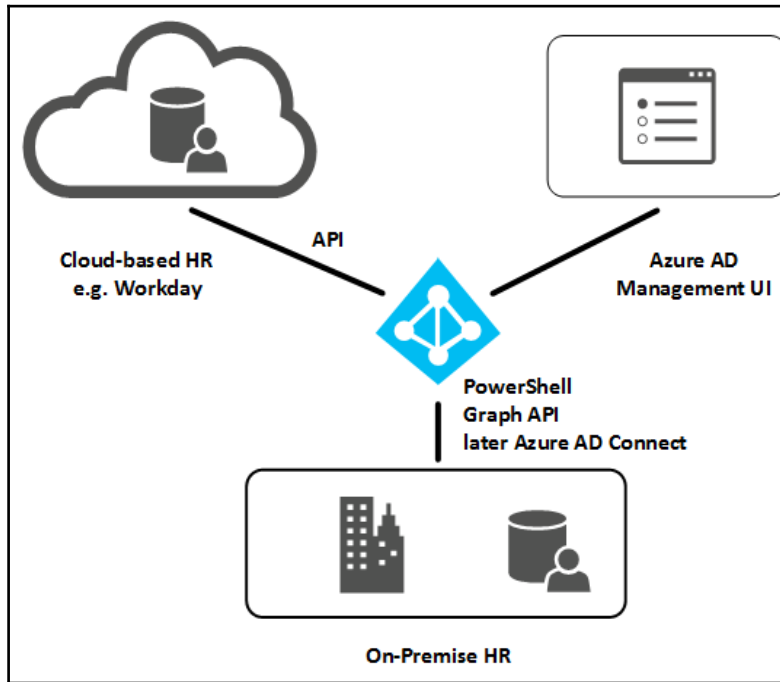 API
Cloud-based HR
e.g. Workday
Azure AD
Management UI
PowerShell
Graph API
later Azure AD Connect
On-Premise HR